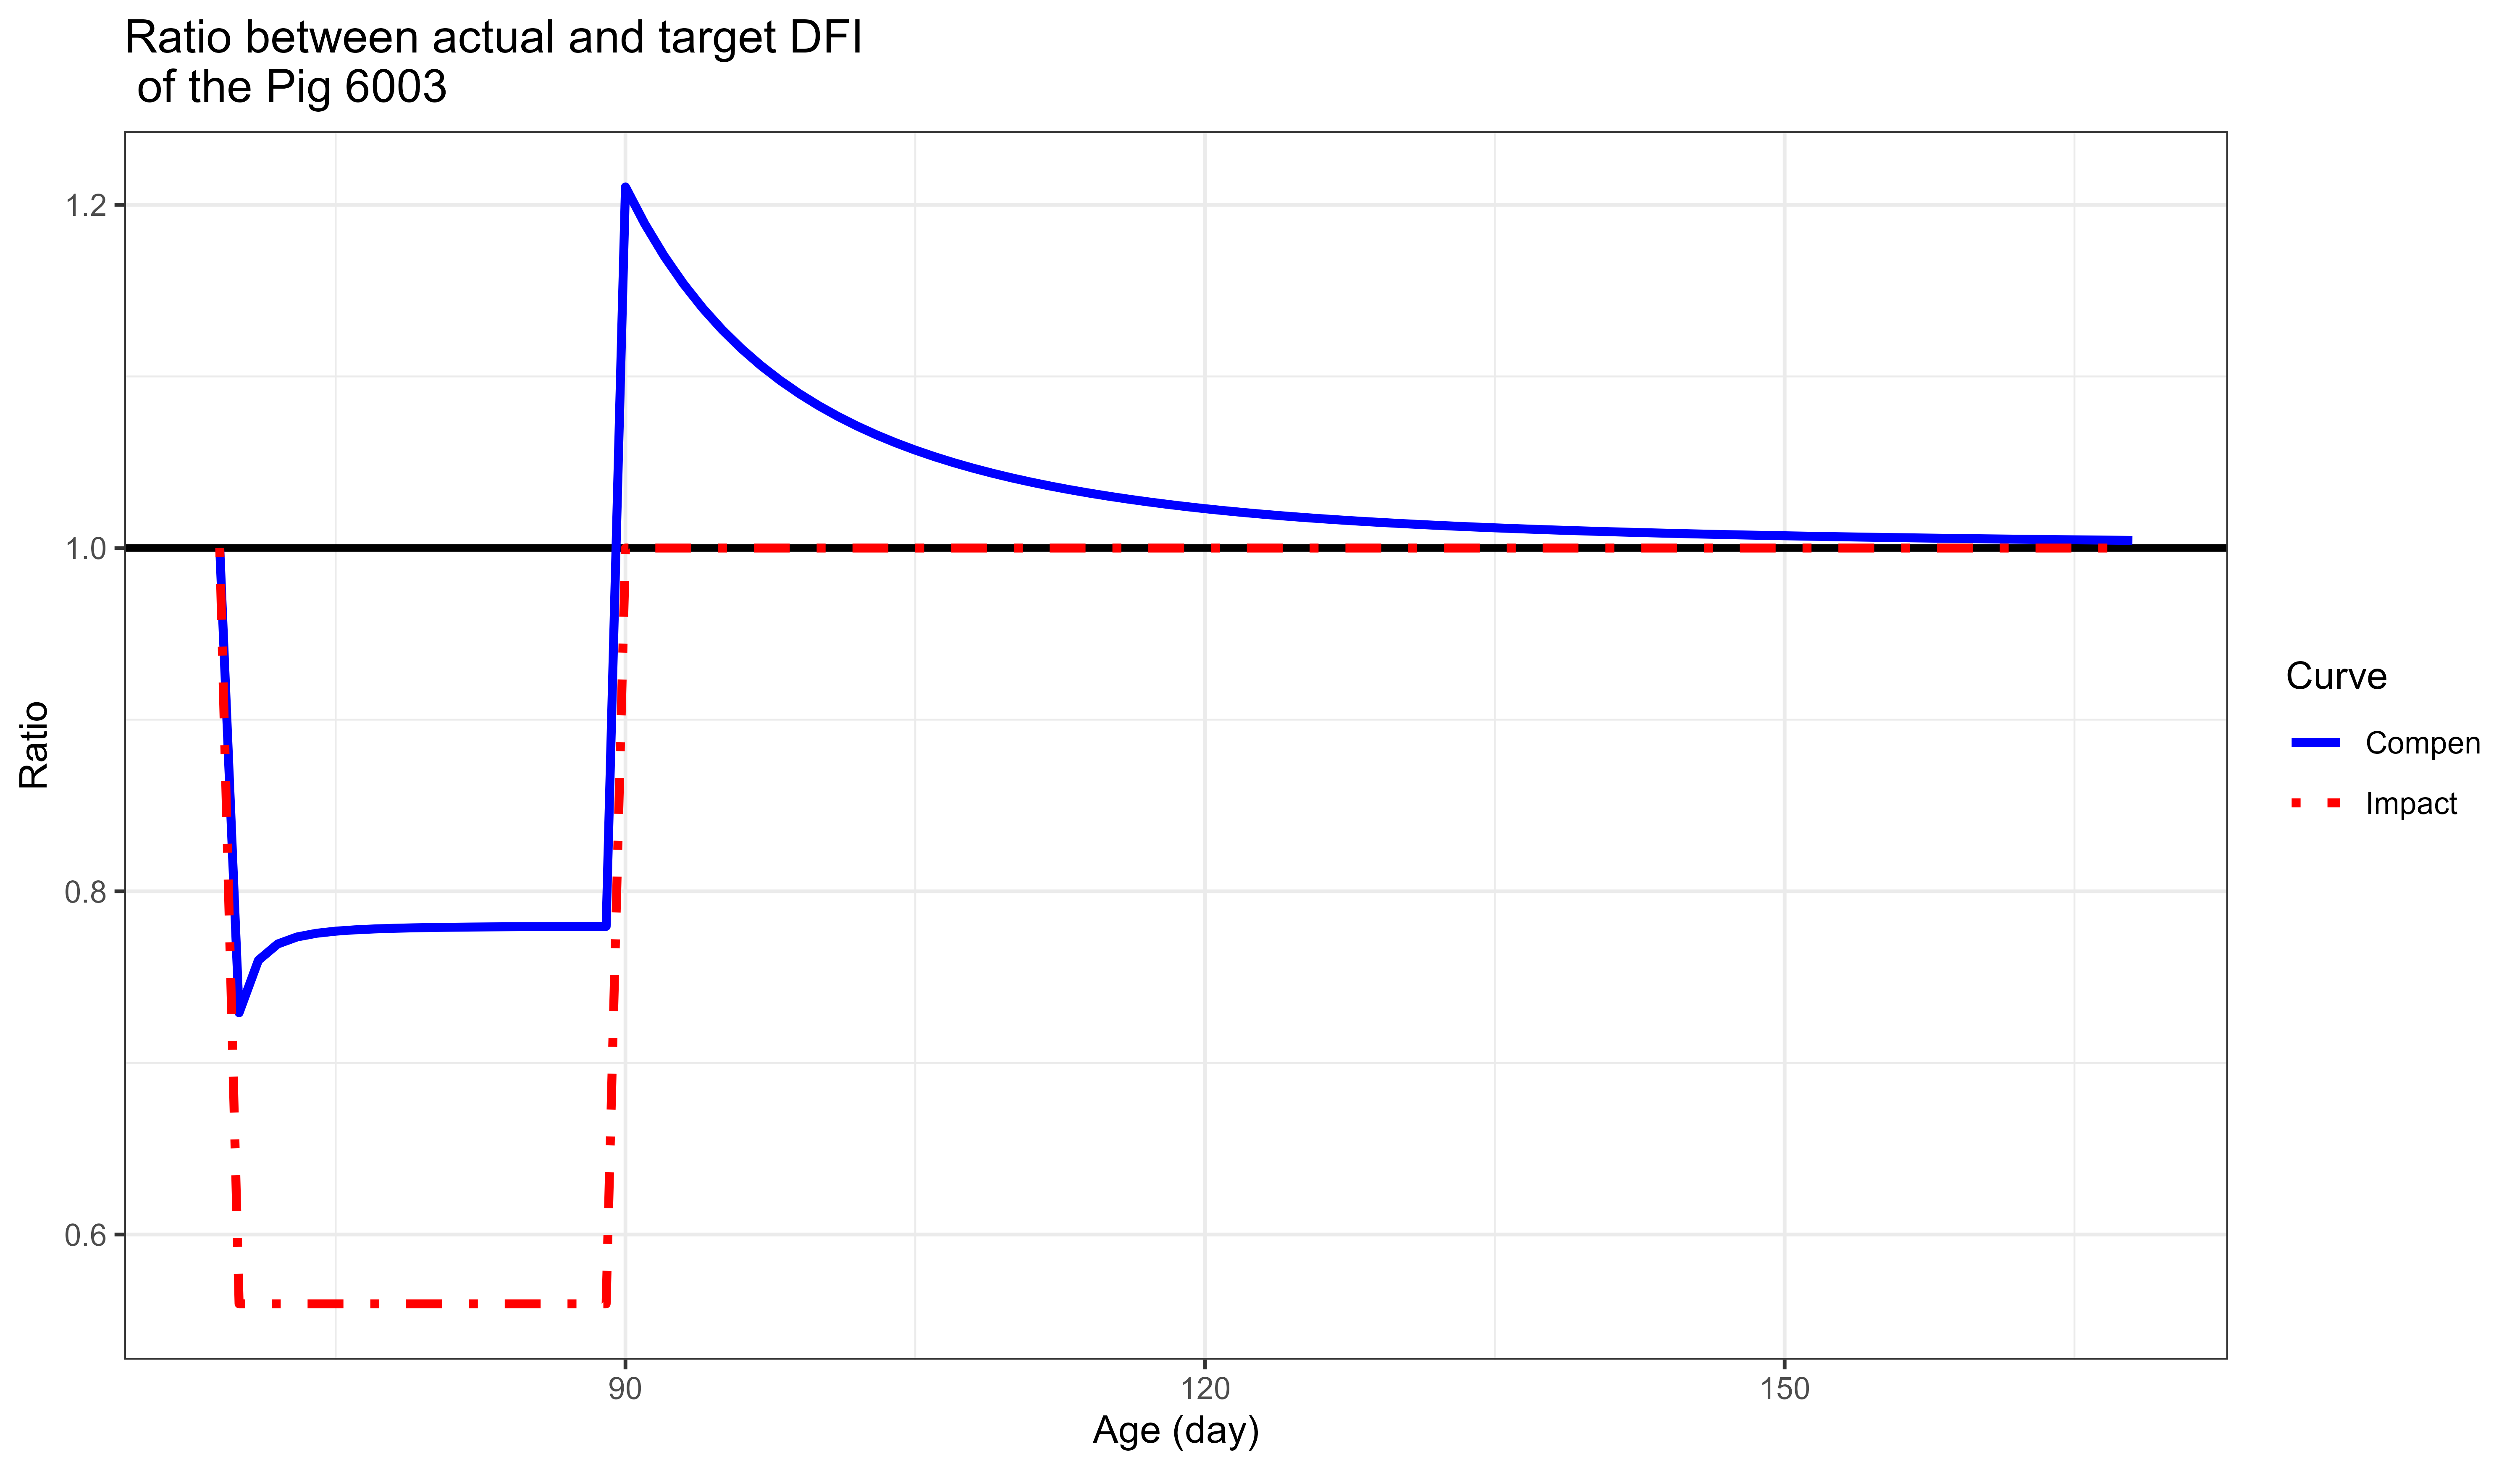 Ratio between actual and target DFI
of the Pig 6003
1.2
1.0
0.8
0.6
Ratio
90
120
150
Age (day)
Curve
Compen
Impact